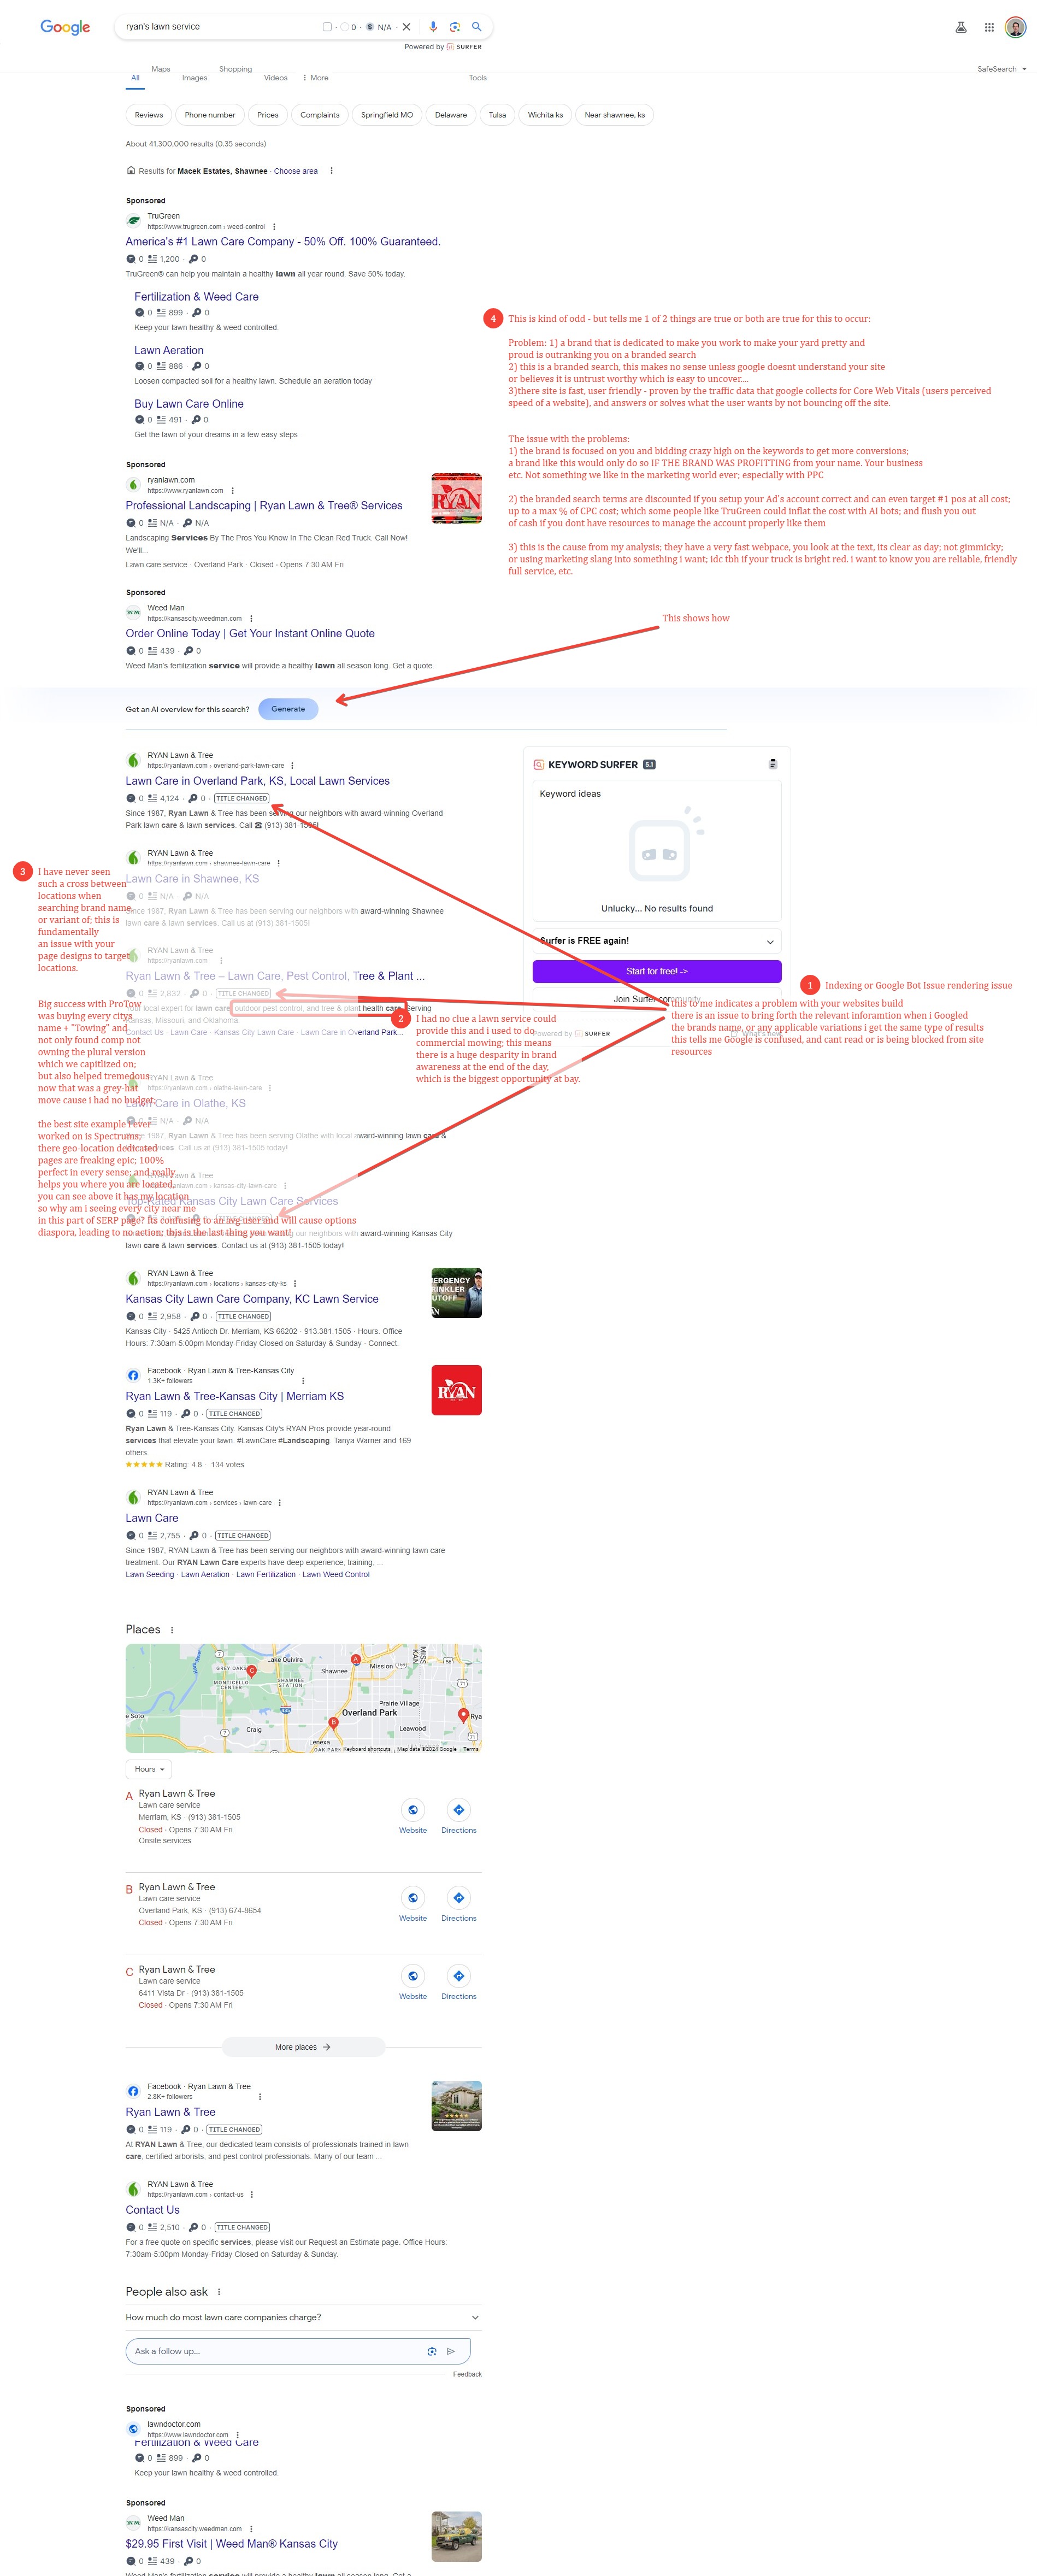 Google
ryan's lawn service
0
N/A
Powered by SURFER
All
Maps
Images
Shopping
Videos
More
Tools
SafeSearch
Reviews
Phone number
Prices
Complaints
Springfield MO
Delaware
Tulsa
Wichita ks
Near shawnee, ks
About 41,300,000 results (0.35 seconds)
Results for Macek Estates, Shawnee · Choose area
Sponsored
TruGreen
https://www.trugreen.com › weed-control
America's #1 Lawn Care Company - 50% Off. 100% Guaranteed.
0 1,200 · 0
TruGreen® can help you maintain a healthy lawn all year round. Save 50% today.
Fertilization & Weed Care
0 899 · 0
Keep your lawn healthy & weed controlled.
Lawn Aeration
0 886 · 0
Loosen compacted soil for a healthy lawn. Schedule an aeration today
Buy Lawn Care Online
0 491 · 0
Get the lawn of your dreams in a few easy steps
4
This is kind of odd - but tells me 1 of 2 things are true or both are true for this to occur:
Problem: 1) a brand that is dedicated to make you work to make your yard pretty and
proud is outranking you on a branded search
2) this is a branded search, this makes no sense unless google doesnt understand your site
or believes it is untrust worthy which is easy to uncover....
3)there site is fast, user friendly - proven by the traffic data that google collects for Core Web Vitals (users perceived
speed of a website), and answers or solves what the user wants by not bouncing off the site.
The issue with the problems:
1) the brand is focused on you and bidding crazy high on the keywords to get more conversies;
a brand like this would only do so IF THE BRAND WAS PROFITTING from your name. Your business
etc. Not something we like in the marketing world ever; especially with PPC
2) the branded search terms are discounted if you setup your Ad's account correct and can even target #1 pos at all cost;
up to a max % of CPC cost; which some people like TruGreen could inflat the cost with AI bots; and flush you out
of cash if you dont have resources to manage the account properly like them
3) this is the cause from my analysis; they have a very fast webpace, you look at the text, its clear as day; not gimmicky;
or using marketing slang into something i want; idc tbh if your truck is bright red. i want to know you are reliable, friendly
full service, etc.
Sponsored
ryanlawn.com
https://www.ryanlawn.com
Professional Landscaping | Ryan Lawn & Tree® Services
0 N/A · N/A
Landscaping Services By The Pros You Know In The Clean Red Truck. Call Now!
We'll...
Lawn care service · Overland Park · Closed · Opens 7:30 AM Fri
RYAN
Sponsored
Weed Man
https://kansascity.weedman.com
Order Online Today | Get Your Instant Online Quote
0 439 · 0
Weed Man's fertilization service will provide a healthy lawn all season long. Get a quote.
This shows how
Get an AI overview for this search?
Generate
RYAN Lawn & Tree
https://ryanlawn.com › overland-park-lawn-care
Lawn Care in Overland Park, KS, Local Lawn Services
0 4,124 · 0 · TITLE CHANGED
Since 1987, Ryan Lawn & Tree has been serving our neighbors with award-winning Overland
Park lawn care & lawn services. Call ☎ (913) 381-1505!
KEYWORD SURFER 5.1
Keyword ideas
Unlucky... No results found
Surfer is FREE again!
Start for free! ->
Join Surfer community
Powered by SURFER
What's new
RYAN Lawn & Tree
https://ryanlawn.com › shawnee-lawn-care
Lawn Care in Shawnee, KS
0 N/A · N/A
Since 1987, Ryan Lawn & Tree has been serving our neighbors with award-winning Shawnee
lawn care & lawn services. Call us at (913) 381-1505!
RYAN Lawn & Tree
https://ryanlawn.com
Ryan Lawn & Tree – Lawn Care, Pest Control, Tree & Plant ...
0 2,832 · 0 · TITLE CHANGED
Your local expert for lawn care, outdoor pest control, and tree & plant health care. Serving
Kansas, Missouri, and Oklahoma.
Contact Us · Lawn Care · Kansas City Lawn Care · Lawn Care in Overland Park
3
I have never seen
such a cross between
locations when
searching brand name,
or variant of; this is
fundamentally
an issue with your
page designs to target
locations.
Big success with ProTow
was buying every citys
name + "Towing" and
not only found comp not
owning the plural version
which we capitlized on;
but also helped tremedous
now that was a grey-hat
move cause i had no budget;
the best site example I ever
worked on is Spectrums;
there geo-location dedicated
pages are freaking epic; 100%
perfect in every sense; and really
helps you where you are located,
you can see above it has my location
so why am i seeing every city near me
in this part of SERP page? Its confusing to an avg user and will cause options
diaspora, leading to no action; this is the last thing you want!
2
I had no clue a lawn service could
provide this and i used to do
commercial mowing; this means
there is a huge desparity in brand
awareness at the end of the day,
which is the biggest opportunity at bay.
1
Indexing or Google Bot Issue rendering issue
this to me indicates a problem with your websites build
there is an issue to bring forth the relevant inforamtion when i Googled
the brands name, or any applicable variations i get the same type of results
this tells me Google is confused, and cant read or is being blocked from site
resources
RYAN Lawn & Tree
https://ryanlawn.com › olathe-lawn-care
Lawn Care in Olathe, KS
0 N/A · N/A
Since 1987, Ryan Lawn & Tree has been serving Olathe with local award-winning lawn care &
lawn services. Call us at (913) 381-1505 today!
RYAN Lawn & Tree
https://ryanlawn.com › kansas-city-lawn-care
Top-Rated Kansas City Lawn Care Services
TITLE CHANGED
our neighbors with award-winning Kansas City
lawn care & lawn services. Contact us at (913) 381-1505 today!
RYAN Lawn & Tree
https://ryanlawn.com › locations › kansas-city-ks
Kansas City Lawn Care Company, KC Lawn Service
0 2,958 · 0 · TITLE CHANGED
Kansas City · 5425 Antioch Dr. Merriam, KS 66202 · 913.381.1505 · Hours. Office
Hours: 7:30am-5:00pm Monday-Friday Closed on Saturday & Sunday · Connect.
Facebook · Ryan Lawn & Tree-Kansas City
1.3K+ followers
Ryan Lawn & Tree-Kansas City | Merriam KS
0 119 · 0 · TITLE CHANGED
Ryan Lawn & Tree-Kansas City. Kansas City's RYAN Pros provide year-round
services that elevate your lawn. #LawnCare #Landscaping. Tanya Warner and 169
others.
Rating: 4.8 · 134 votes
RYAN
RYAN Lawn & Tree
https://ryanlawn.com › services › lawn-care
Lawn Care
0 2,755 · 0 · TITLE CHANGED
Since 1987, RYAN Lawn & Tree has been serving our neighbors with award-winning lawn care
treatment. Our RYAN Lawn Care experts have deep experience, training, ...
Lawn Seeding · Lawn Aeration · Lawn Fertilization · Lawn Weed Control
Places
Lake Quivira
GREY OAKS
MONTICELLO CENTER
SHAWNEE STATION
Shawnee
Mission
Prairie Village
Overland Park
Leawood
Craig
Lenexa
OAK PARK
e Soto
Rya
Keyboard shortcuts
Map data ©2024 Google
Terms
Hours
A
Ryan Lawn & Tree
Lawn care service
Merriam, KS · (913) 381-1505
Closed · Opens 7:30 AM Fri
Onsite services
Website
Directions
B
Ryan Lawn & Tree
Lawn care service
Overland Park, KS · (913) 674-8654
Closed · Opens 7:30 AM Fri
Website
Directions
C
Ryan Lawn & Tree
Lawn care service
6411 Vista Dr · (913) 381-1505
Closed · Opens 7:30 AM Fri
Website
Directions
More places
Facebook · Ryan Lawn & Tree
2.8K+ followers
Ryan Lawn & Tree
0 119 · 0 · TITLE CHANGED
At RYAN Lawn & Tree, our dedicated team consists of professionals trained in lawn
care, certified arborists, and pest control professionals. Many of our team ...
RYAN Lawn & Tree
https://ryanlawn.com › contact-us
Contact Us
0 2,510 · 0 · TITLE CHANGED
For a free quote on specific services, please visit our Request an Estimate page. Office Hours:
7:30am-5:00pm Monday-Friday Closed on Saturday & Sunday.
People also ask
How much do most lawn care companies charge?
Ask a follow up...
Feedback
Sponsored
lawndoctor.com
https://www.lawndoctor.com
Fertilization & Weed Care
0 899 · 0
Keep your lawn healthy & weed controlled.
Sponsored
Weed Man
https://kansascity.weedman.com
$29.95 First Visit | Weed Man® Kansas City
0 439 · 0
Weed Man's fertilization service will provide a healthy lawn all season long. Get a